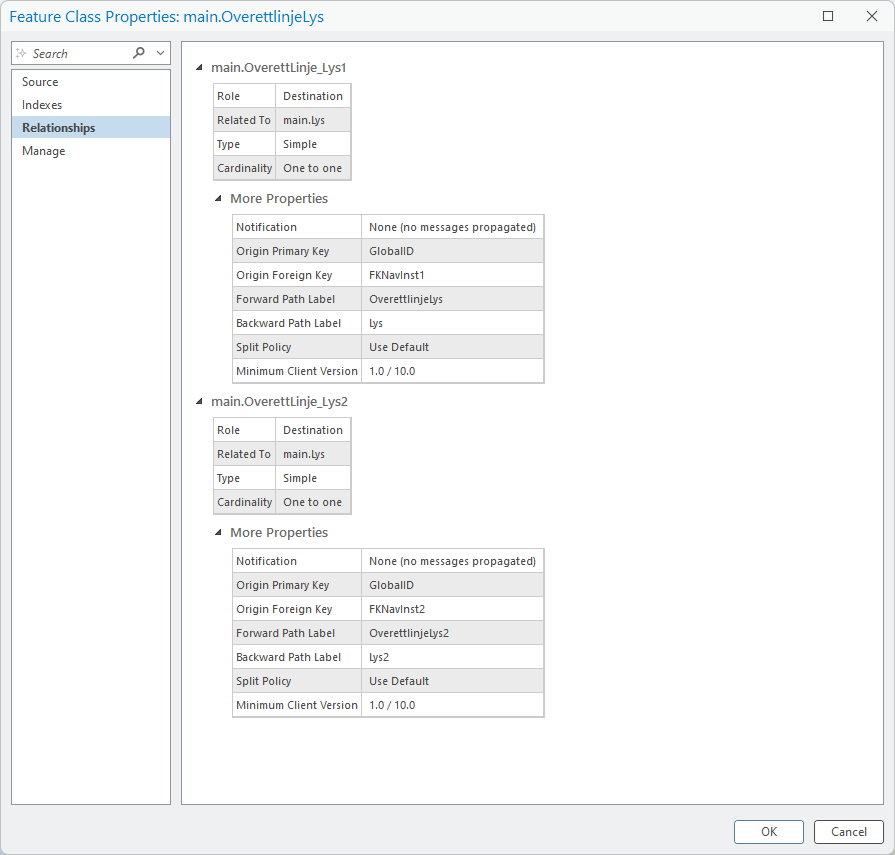 Feature Class Properties: main.OverettlinjeLys
Search
Source
Indexes
Relationships
Manage
main.OverettLinje_Lys1
Role Destination
Related To main.Lys
Type Simple
Cardinality One to one
More Properties
Notification None (no messages propagated)
Origin Primary Key GlobalID
Origin Foreign Key FKNavInst1
Forward Path Label OverettlinjeLys
Backward Path Label Lys
Split Policy Use Default
Minimum Client Version 1.0 / 10.0
main.OverettLinje_Lys2
Role Destination
Related To main.Lys
Type Simple
Cardinality One to one
More Properties
Notification None (no messages propagated)
Origin Primary Key GlobalID
Origin Foreign Key FKNavInst2
Forward Path Label OverettlinjeLys2
Backward Path Label Lys2
Split Policy Use Default
Minimum Client Version 1.0 / 10.0
OK Cancel